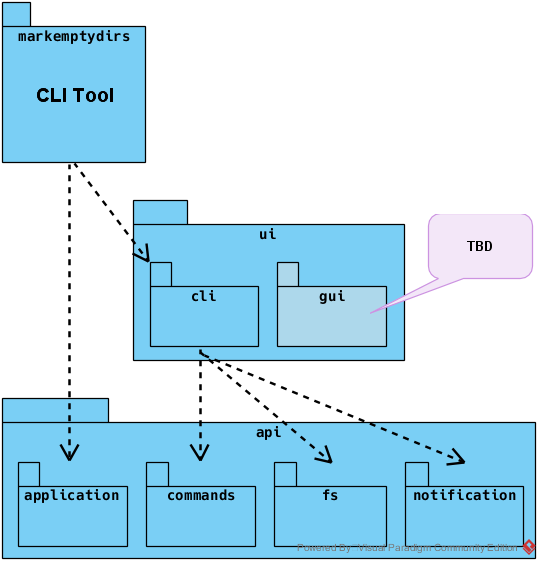 markemptydirs
CLI Tool
ui
TBD
cli
gui
api
application
commands
fs
notification
Powered By Visual Paradigm Community Edition